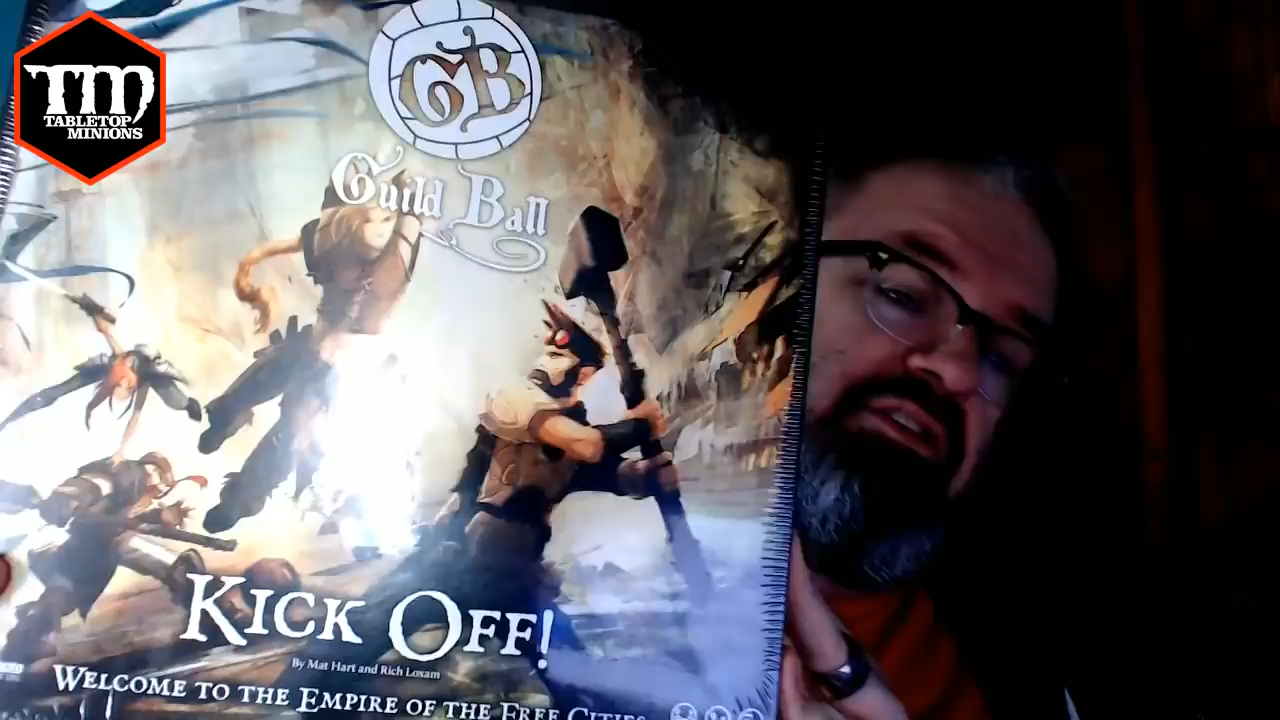 TM
TABLETOP
MINIONS
GB
Guild Ball
KICK OFF!
By Mat Hart and Rich Loxam
WELCOME TO THE EMPIRE OF THE FREE CITIES